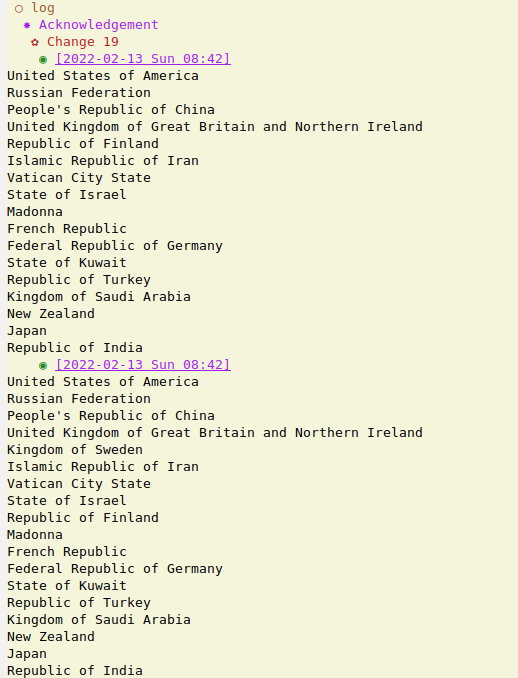 log
Acknowledgement
Change 19
[2022-02-13 Sun 08:42]
United States of America
Russian Federation
People's Republic of China
United Kingdom of Great Britain and Northern Ireland
Republic of Finland
Islamic Republic of Iran
Vatican City State
State of Israel
Madonna
French Republic
Federal Republic of Germany
State of Kuwait
Republic of Turkey
Kingdom of Saudi Arabia
New Zealand
Japan
Republic of India
[2022-02-13 Sun 08:42]
United States of America
Russian Federation
People's Republic of China
United Kingdom of Great Britain and Northern Ireland
Kingdom of Sweden
Islamic Republic of Iran
Vatican City State
State of Israel
Republic of Finland
Madonna
French Republic
Federal Republic of Germany
State of Kuwait
Republic of Turkey
Kingdom of Saudi Arabia
New Zealand
Japan
Republic of India